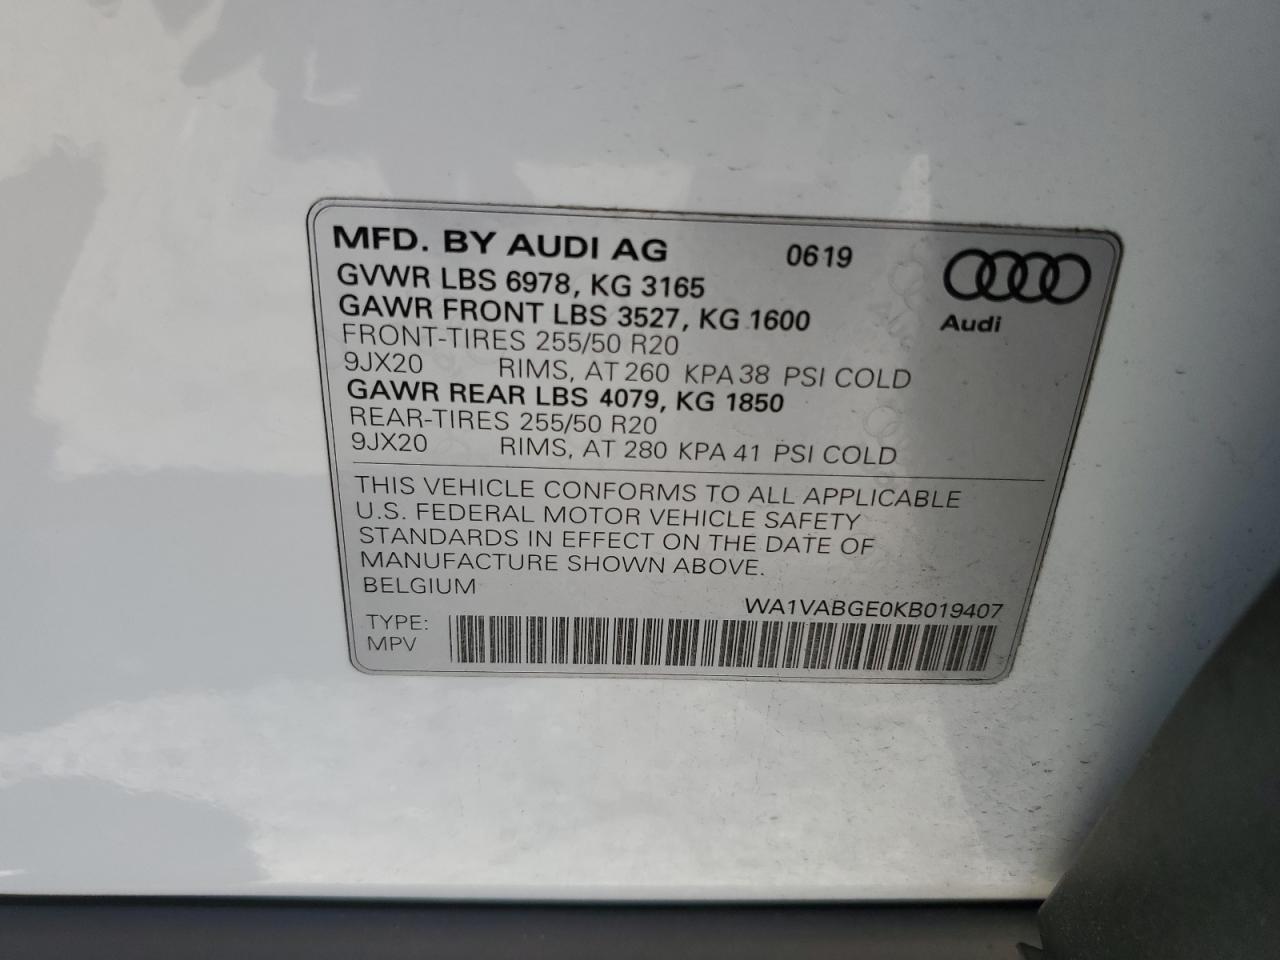 MFD. BY AUDI AG 0619
GVWR LBS 6978, KG 3165
GAWR FRONT LBS 3527, KG 1600
Audi
FRONT-TIRES 255/50 R20
9JX20 RIMS, AT 260 KPA 38 PSI COLD
GAWR REAR LBS 4079, KG 1850
REAR-TIRES 255/50 R20
9JX20 RIMS, AT 280 KPA 41 PSI COLD
THIS VEHICLE CONFORMS TO ALL APPLICABLE
U.S. FEDERAL MOTOR VEHICLE SAFETY
STANDARDS IN EFFECT ON THE DATE OF
MANUFACTURE SHOWN ABOVE.
BELGIUM
WA1VABGE0KB019407
TYPE:
MPV